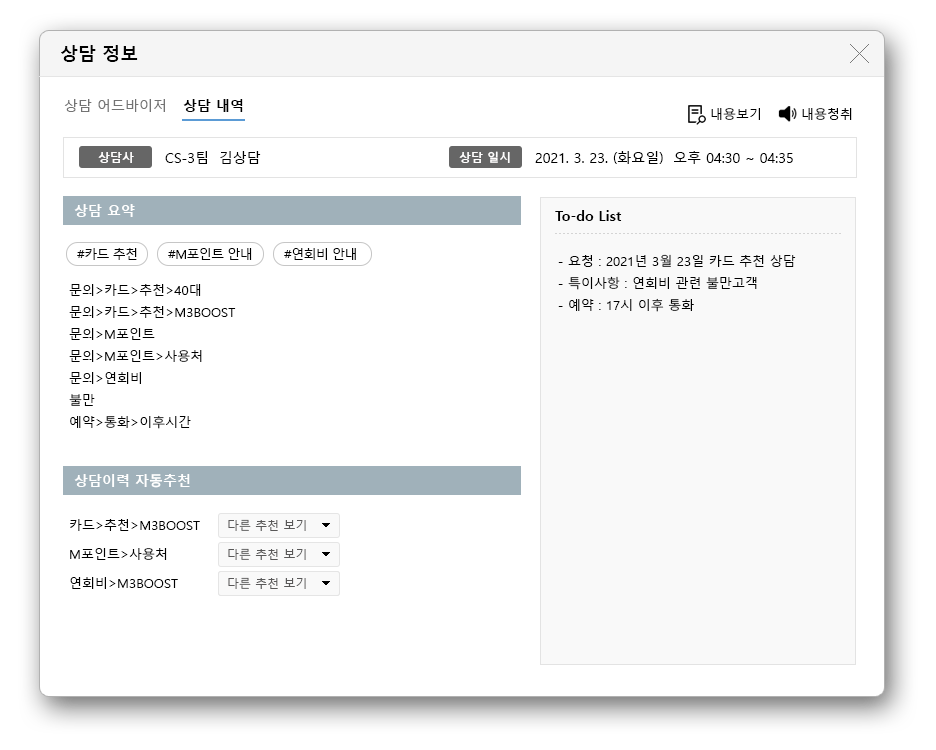 상담 정보
상담 어드바이저 상담 내역
내용보기 내용청취
상담사 CS-3팀 김상담 상담 일시 2021. 3. 23. (화요일) 오후 04:30 ~ 04:35
상담 요약
#카드 추천 #M포인트 안내 #연회비 안내
문의>카드>추천>40대
문의>카드>추천>M3BOOST
문의>M포인트
문의>M포인트>사용처
문의>연회비
불만
예약>통화>이후시간
상담이력 자동추천
카드>추천>M3BOOST 다른 추천 보기
M포인트>사용처 다른 추천 보기
연회비>M3BOOST 다른 추천 보기
To-do List
- 요청 : 2021년 3월 23일 카드 추천 상담
- 특이사항 : 연회비 관련 불만고객
- 예약 : 17시 이후 통화